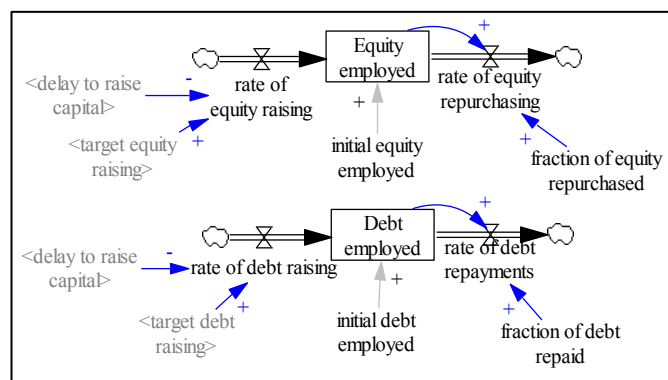 Equity
employed
rate of
equity raising
rate of equity
repurchasing
<delay to raise
capital>
-
<target equity
raising>
+
+
initial equity
employed
+
+
fraction of equity
repurchased
Debt
employed
rate of debt raising
rate of debt
repayments
<delay to raise
capital>
-
<target debt
raising>
+
+
initial debt
employed
+
+
fraction of debt
repaid